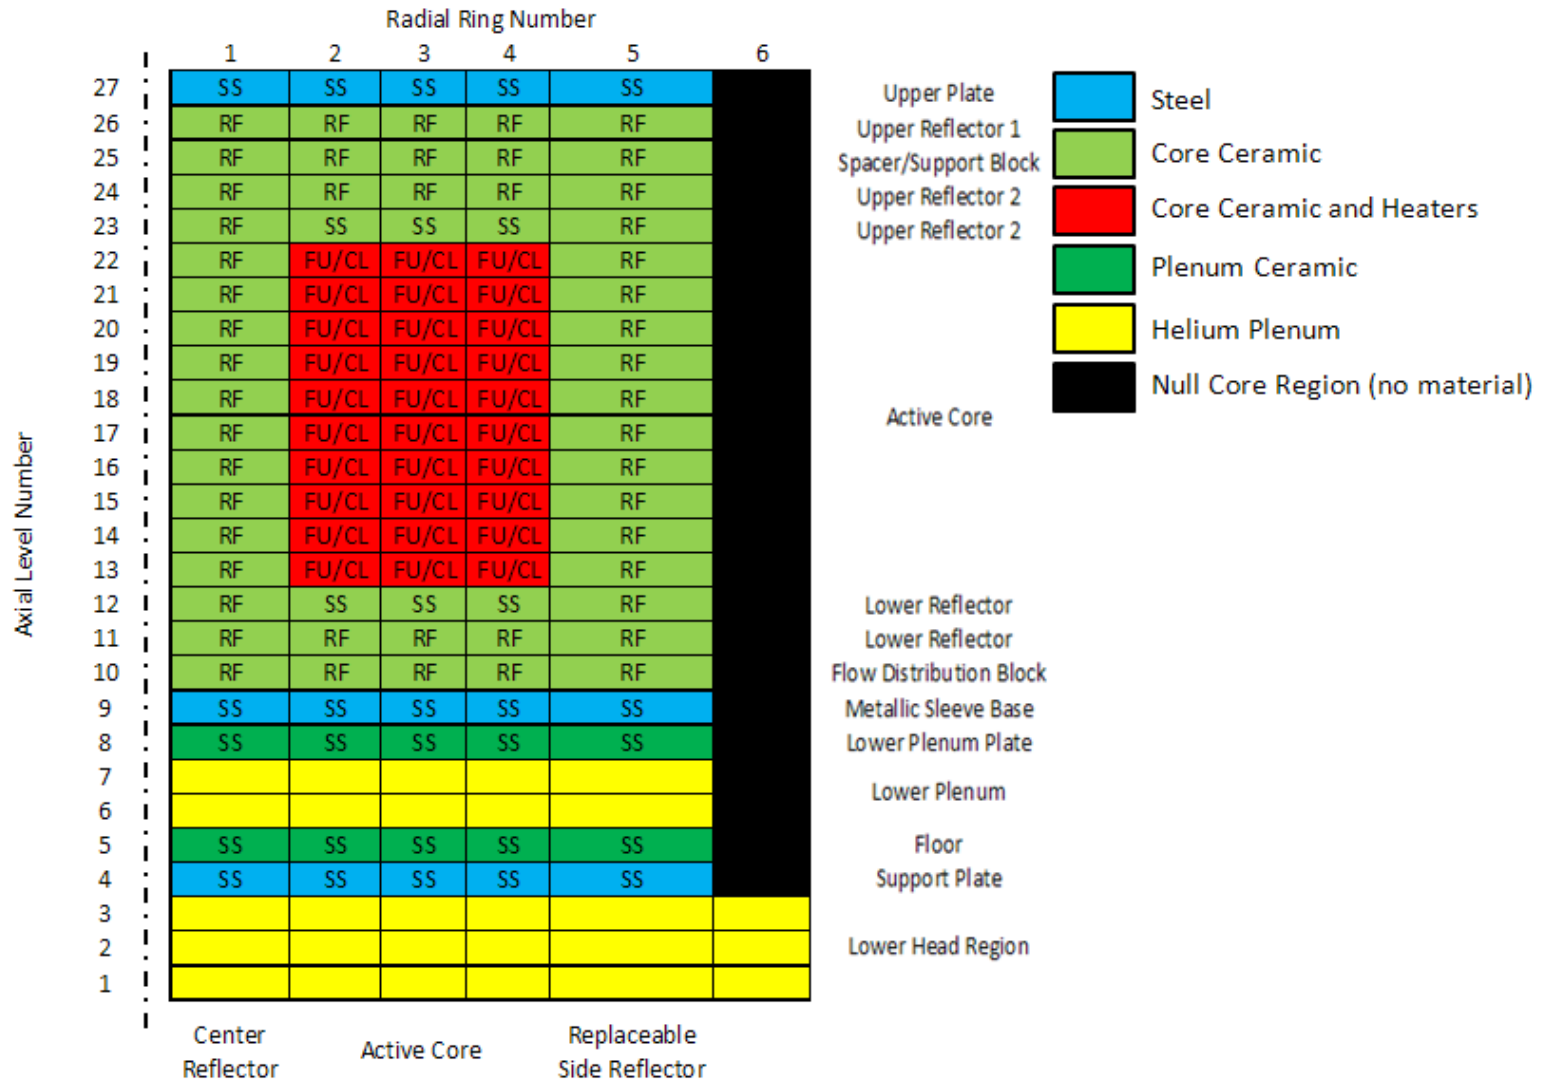 Radial Ring Number
1 2 3 4 5 6
27 SS SS SS SS SS Upper Plate
26 RF RF RF RF RF Upper Reflector 1
25 RF RF RF RF RF Spacer/Support Block
24 RF RF RF RF RF Upper Reflector 2
23 RF SS SS SS RF Upper Reflector 2
22 RF FU/CL FU/CL FU/CL RF
21 RF FU/CL FU/CL FU/CL RF
20 RF FU/CL FU/CL FU/CL RF
19 RF FU/CL FU/CL FU/CL RF
18 RF FU/CL FU/CL FU/CL RF
Active Core
17 RF FU/CL FU/CL FU/CL RF
16 RF FU/CL FU/CL FU/CL RF
15 RF FU/CL FU/CL FU/CL RF
14 RF FU/CL FU/CL FU/CL RF
13 RF FU/CL FU/CL FU/CL RF
12 RF SS SS SS RF Lower Reflector
11 RF RF RF RF RF Lower Reflector
10 RF RF RF RF RF Flow Distribution Block
9 SS SS SS SS SS Metallic Sleeve Base
8 SS SS SS SS SS Lower Plenum Plate
7
Lower Plenum
6
5 SS SS SS SS SS Floor
4 SS SS SS SS SS Support Plate
3
2 Lower Head Region
1
Axial Level Number
Center
Reflector
Active Core
Replaceable
Side Reflector
Steel
Core Ceramic
Core Ceramic and Heaters
Plenum Ceramic
Helium Plenum
Null Core Region (no material)